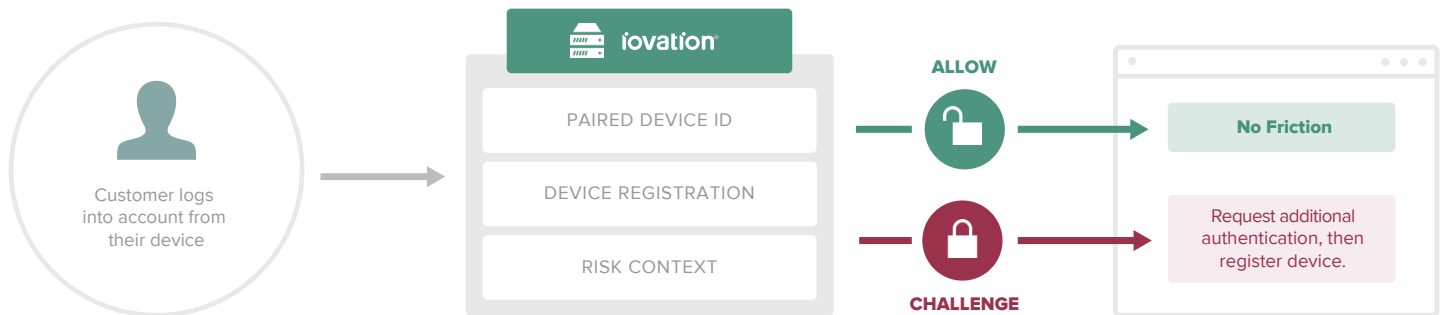 Customer logs
into account from
their device
iovation®
PAIRED DEVICE ID
DEVICE REGISTRATION
RISK CONTEXT
ALLOW
CHALLENGE
No Friction
Request additional
authentication, then
register device.